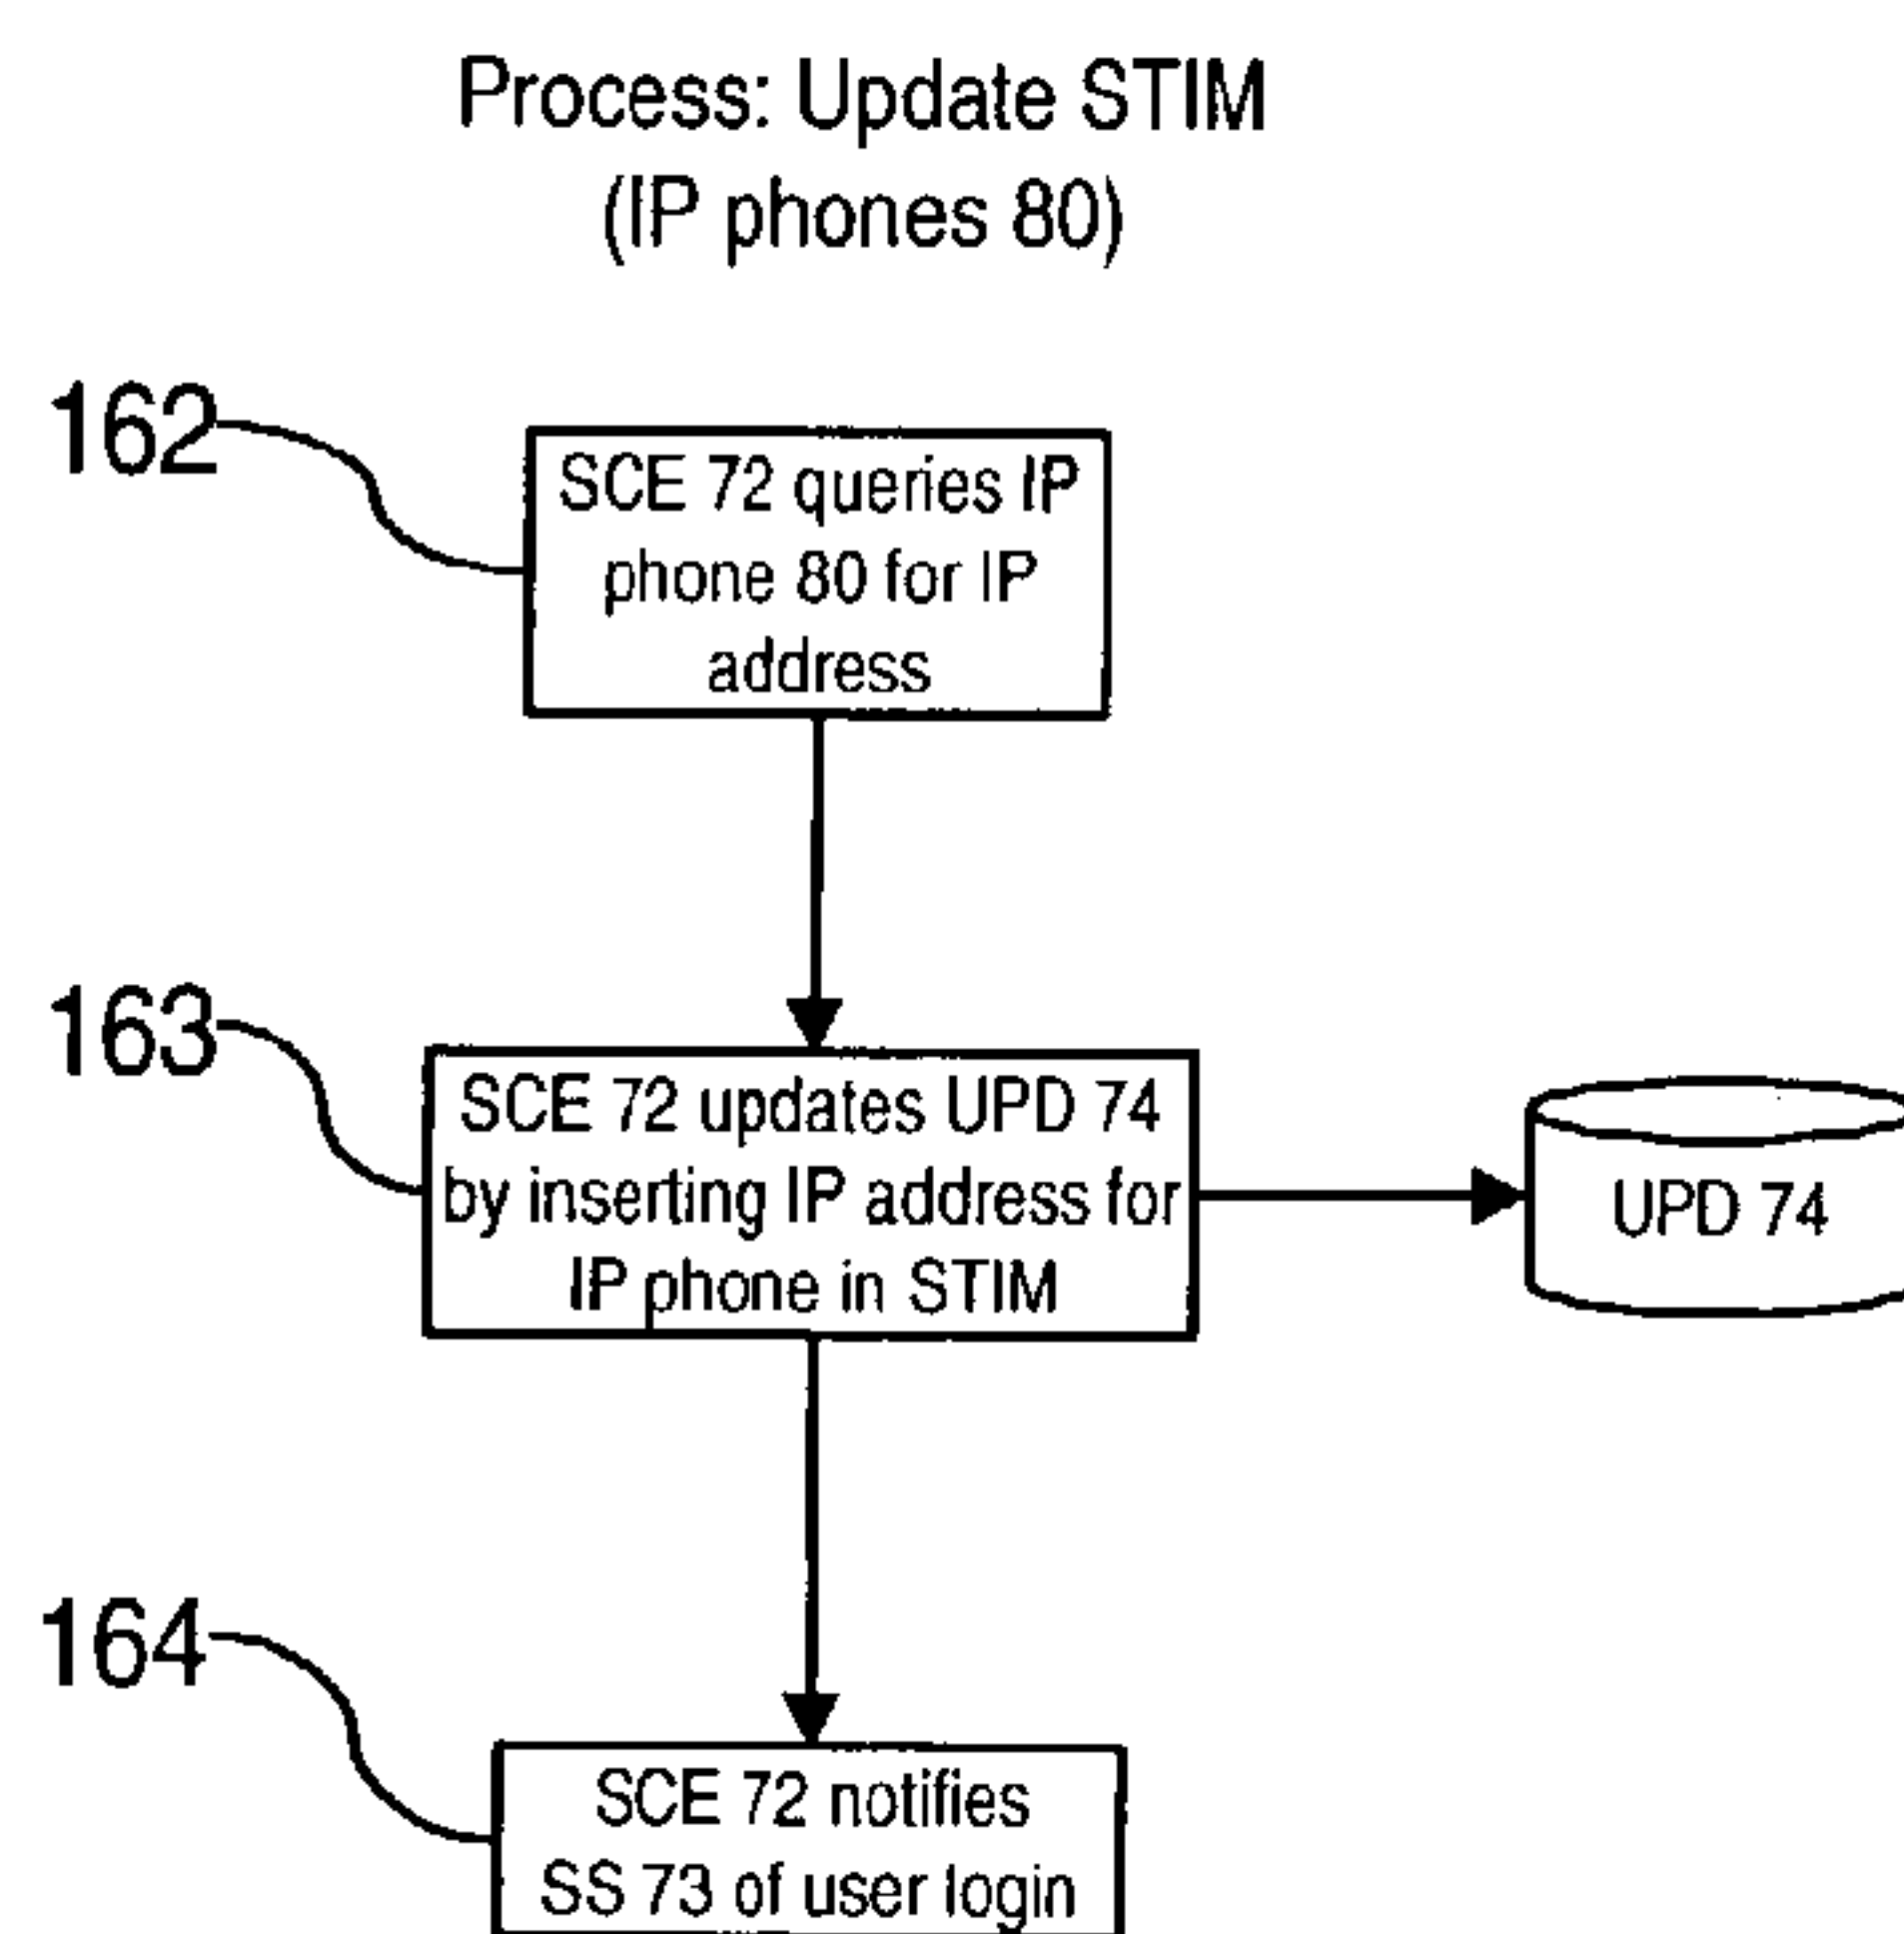 Process: Update STIM
(IP phones 80)
162
SCE 72 queries IP
phone 80 for IP
address
163
SCE 72 updates UPD 74
by inserting IP address for
IP phone in STIM
UPD 74
164
SCE 72 notifies
SS 73 of user login